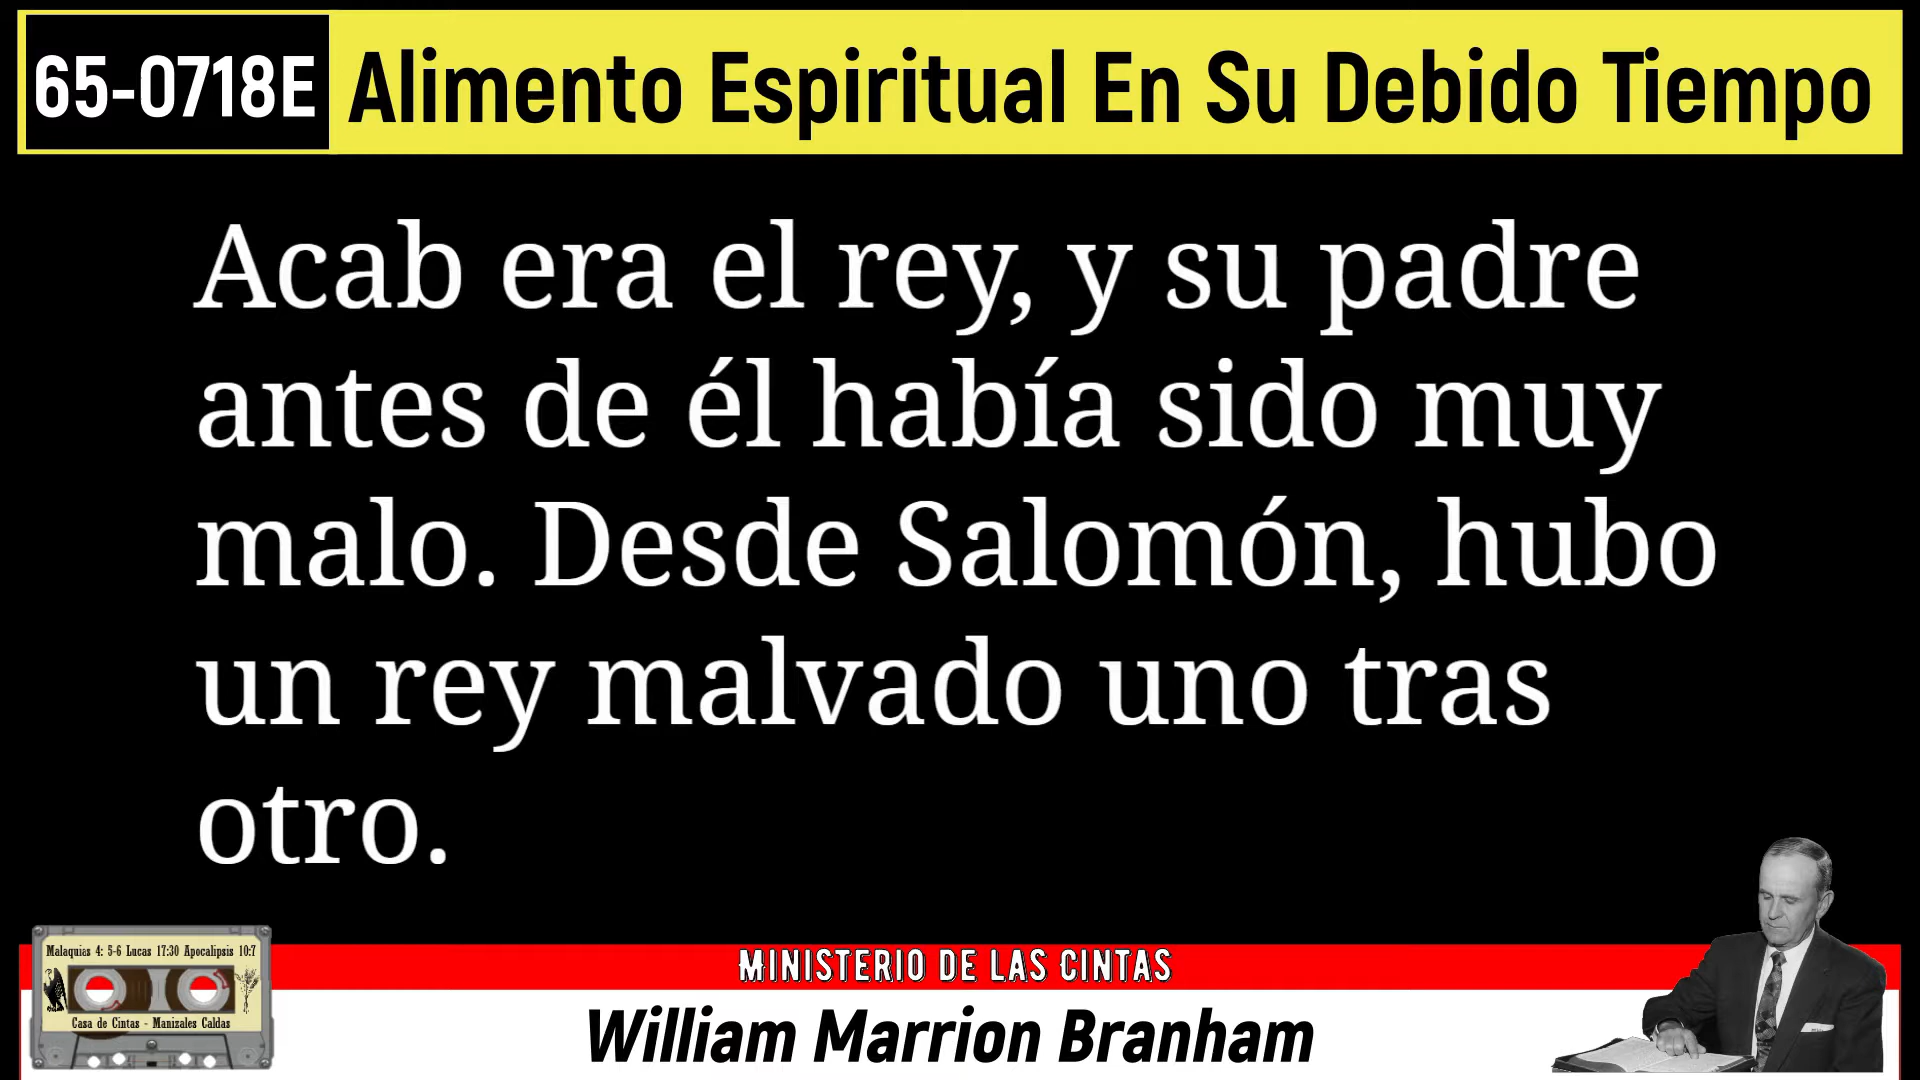 65-0718E Alimento Espiritual En Su Debido Tiempo
Acab era el rey, y su padre
antes de él había sido muy
malo. Desde Salomón, hubo
un rey malvado uno tras
otro.
Malaquias 4: 5-6 Lucas 17:30 Apocalipsis 10:7
Casa de Cintas - Manizales Caldas
MINISTERIO DE LAS CINTAS
William Marrion Branham